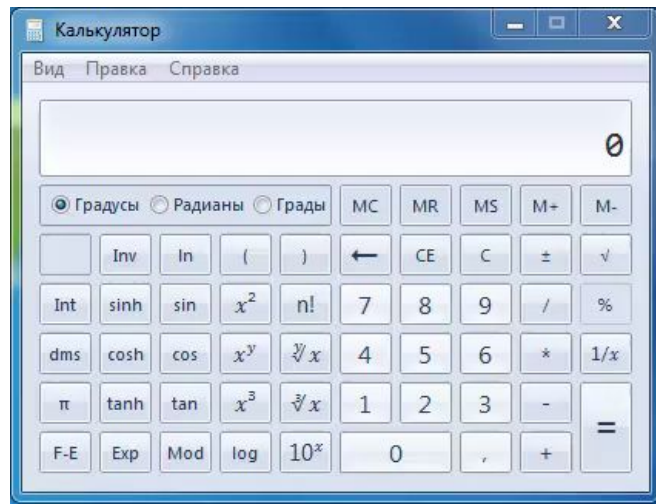 Калькулятор
Вид Правка Справка
0
Градусы Радианы Грады MC MR MS M+ M-
Inv ln ( ) ← CE C ± √
Int sinh sin x² n! 7 8 9 / %
dms cosh cos xʸ ʸ√x 4 5 6 * 1/x
π tanh tan x³ ³√x 1 2 3 - =
F-E Exp Mod log 10ˣ 0 , +